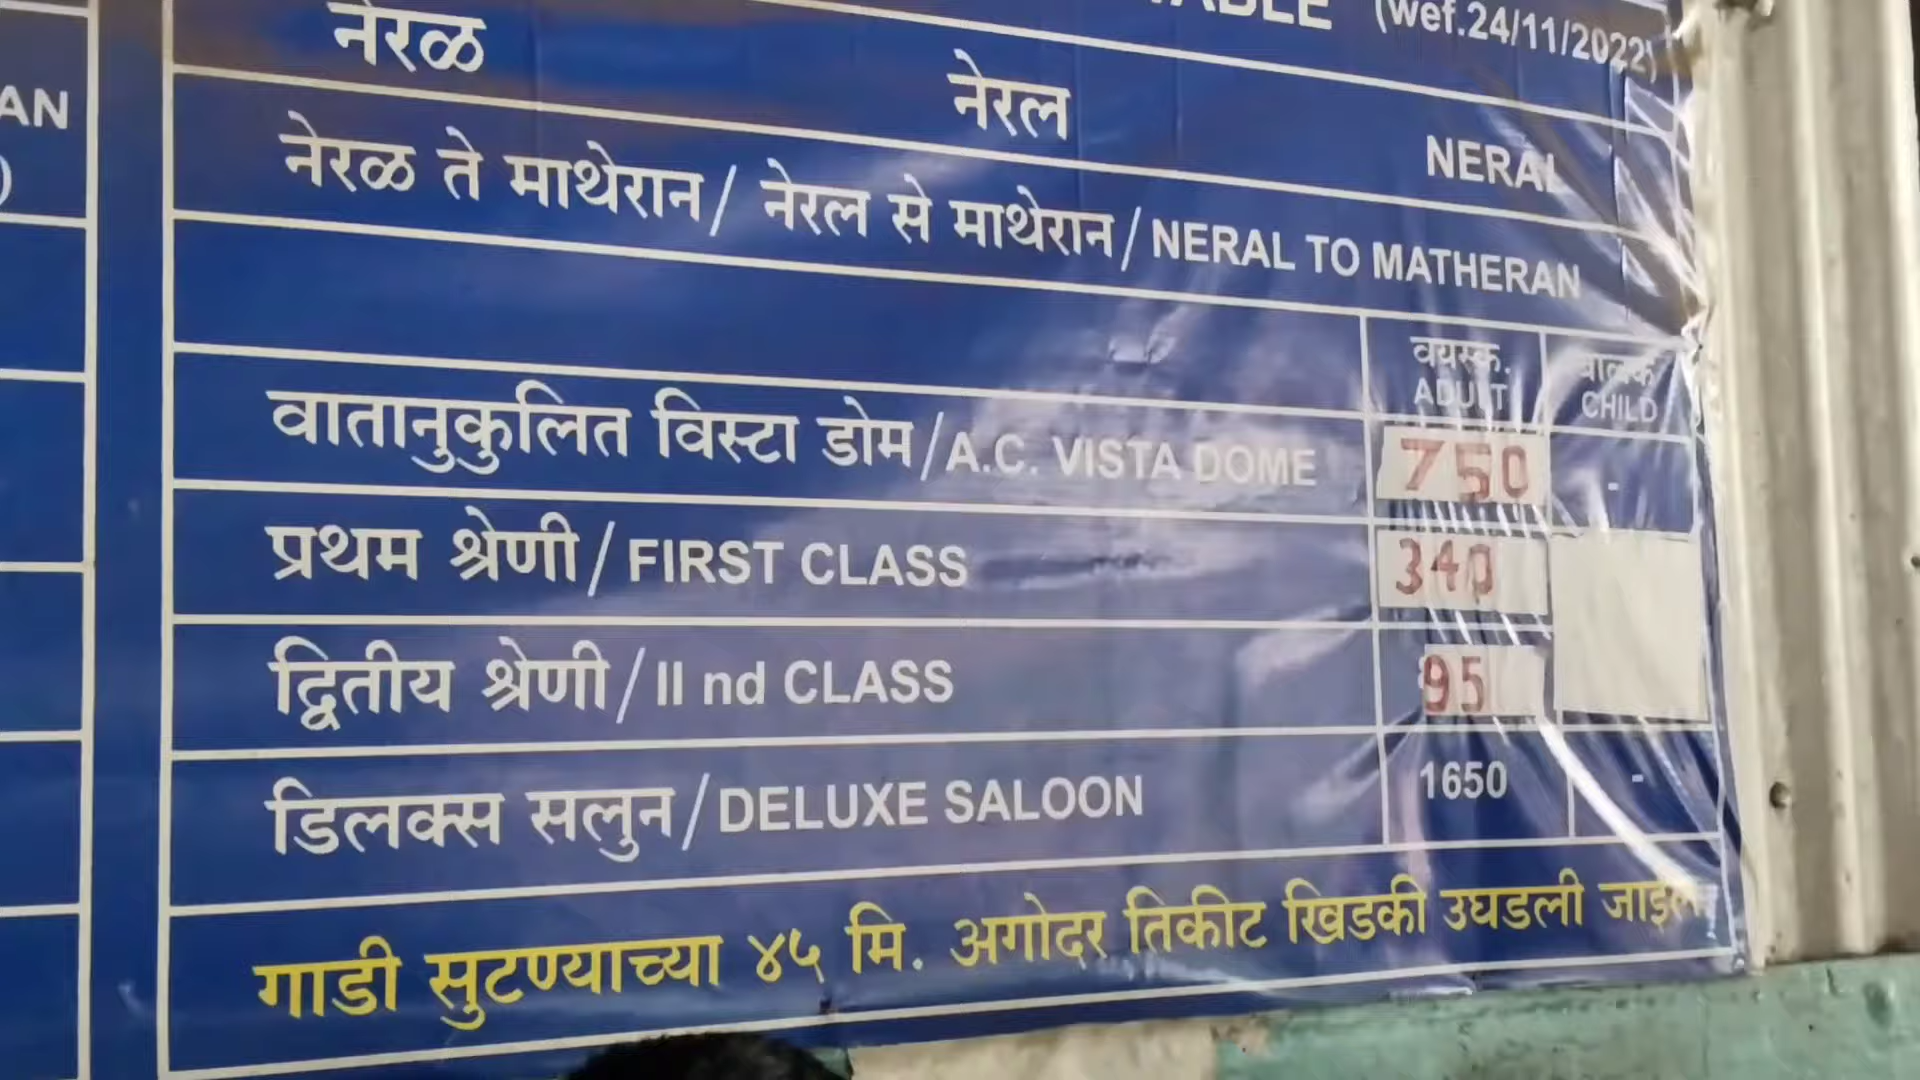 AN
)
(wef.24/11/2022)
नेरळ नेरल NERAL
नेरळ ते माथेरान/ नेरल से माथेरान/ NERAL TO MATHERAN
वयस्क. बालक
ADULT CHILD
वातानुकुलित विस्टा डोम/A.C. VISTA DOME 750 -
प्रथम श्रेणी/FIRST CLASS 340
द्वितीय श्रेणी/II nd CLASS 95
डिलक्स सलुन/DELUXE SALOON 1650 -
गाडी सुटण्याच्या ४५ मि. अगोदर तिकीट खिडकी उघडली जाईल